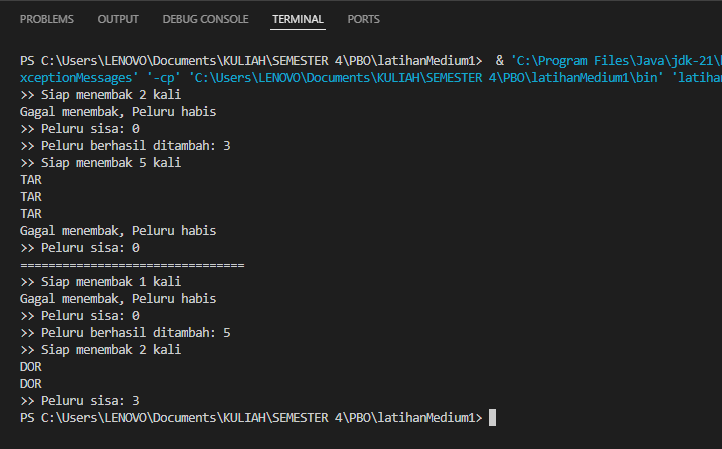 PROBLEMS OUTPUT DEBUG CONSOLE TERMINAL PORTS
PS C:\Users\LENOVO\Documents\KULIAH\SEMESTER 4\PBO\latihanMedium1> & 'C:\Program Files\Java\jdk-21\
xceptionMessages' '-cp' 'C:\Users\LENOVO\Documents\KULIAH\SEMESTER 4\PBO\latihanMedium1\bin' 'latiha
>> Siap menembak 2 kali
Gagal menembak, Peluru habis
>> Peluru sisa: 0
>> Peluru berhasil ditambah: 3
>> Siap menembak 5 kali
TAR
TAR
TAR
Gagal menembak, Peluru habis
>> Peluru sisa: 0
================================
>> Siap menembak 1 kali
Gagal menembak, Peluru habis
>> Peluru sisa: 0
>> Peluru berhasil ditambah: 5
>> Siap menembak 2 kali
DOR
DOR
>> Peluru sisa: 3
PS C:\Users\LENOVO\Documents\KULIAH\SEMESTER 4\PBO\latihanMedium1>